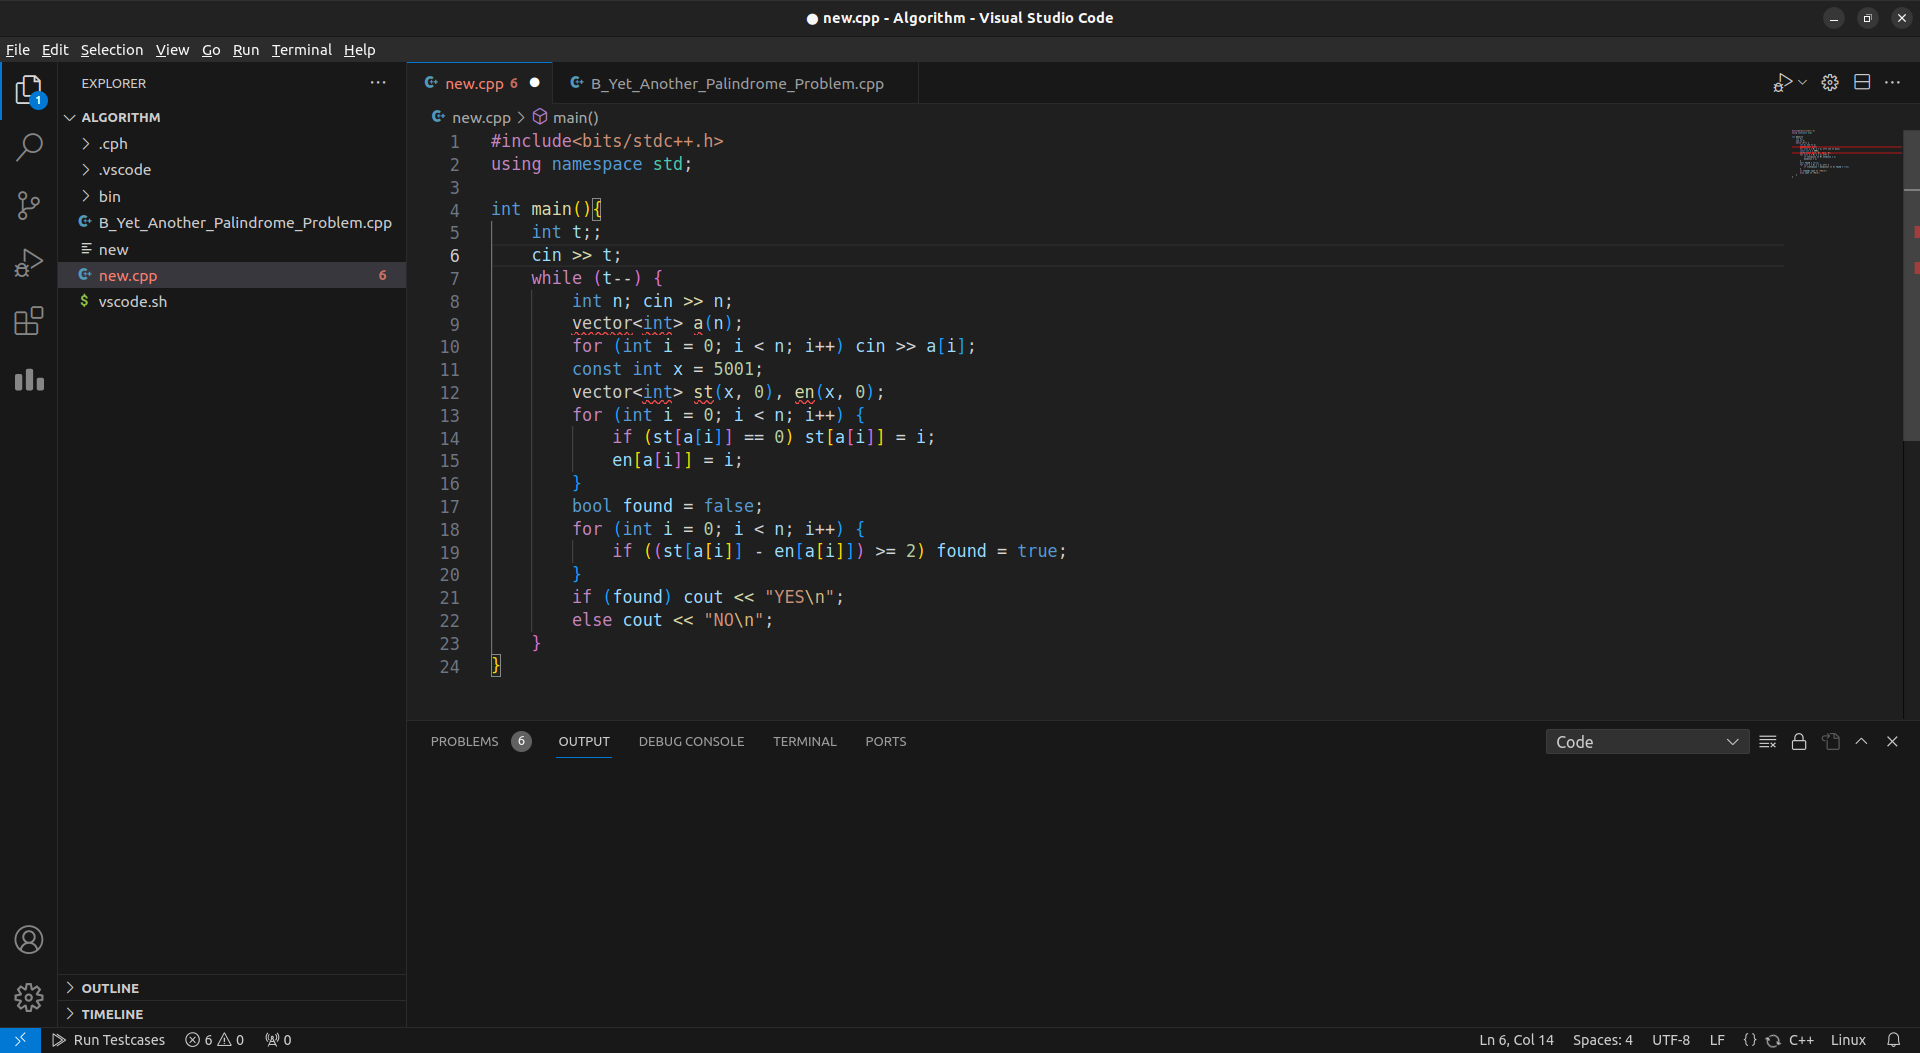 new.cpp - Algorithm - Visual Studio Code
File Edit Selection View Go Run Terminal Help
EXPLORER
new.cpp 6
B_Yet_Another_Palindrome_Problem.cpp
1
ALGORITHM
.cph
.vscode
bin
B_Yet_Another_Palindrome_Problem.cpp
new
new.cpp 6
vscode.sh
OUTLINE
TIMELINE
new.cpp > main()
1 #include<bits/stdc++.h>
2 using namespace std;
3
4 int main(){
5     int t;;
6     cin >> t;
7     while (t--) {
8         int n; cin >> n;
9         vector<int> a(n);
10         for (int i = 0; i < n; i++) cin >> a[i];
11         const int x = 5001;
12         vector<int> st(x, 0), en(x, 0);
13         for (int i = 0; i < n; i++) {
14             if (st[a[i]] == 0) st[a[i]] = i;
15             en[a[i]] = i;
16         }
17         bool found = false;
18         for (int i = 0; i < n; i++) {
19             if ((st[a[i]] - en[a[i]]) >= 2) found = true;
20         }
21         if (found) cout << "YES\n";
22         else cout << "NO\n";
23     }
24 }
PROBLEMS 6 OUTPUT DEBUG CONSOLE TERMINAL PORTS
Code
Run Testcases 6 0 0
Ln 6, Col 14 Spaces: 4 UTF-8 LF {} C++ Linux